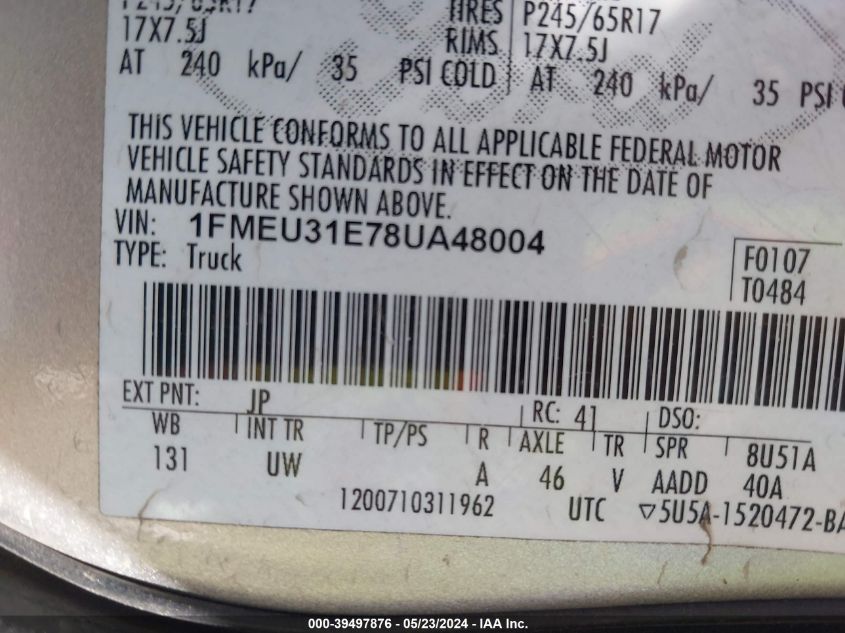 TIRES P245/65R17
17X7.5J RIMS 17X7.5J
AT 240 kPa/ 35 PSI COLD AT 240 kPa/ 35 PSI
THIS VEHICLE CONFORMS TO ALL APPLICABLE FEDERAL MOTOR
VEHICLE SAFETY STANDARDS IN EFFECT ON THE DATE OF
MANUFACTURE SHOWN ABOVE.
VIN: 1FMEU31E78UA48004
TYPE: Truck
F0107
T0484
EXT PNT: JP RC: 41 DSO:
WB INT TR TP/PS R AXLE TR SPR 8U51A
131 UW A 46 V AADD 40A
1200710311962 UTC ▽5U5A-1520472-BA
000-39497876 - 05/23/2024 - IAA Inc.